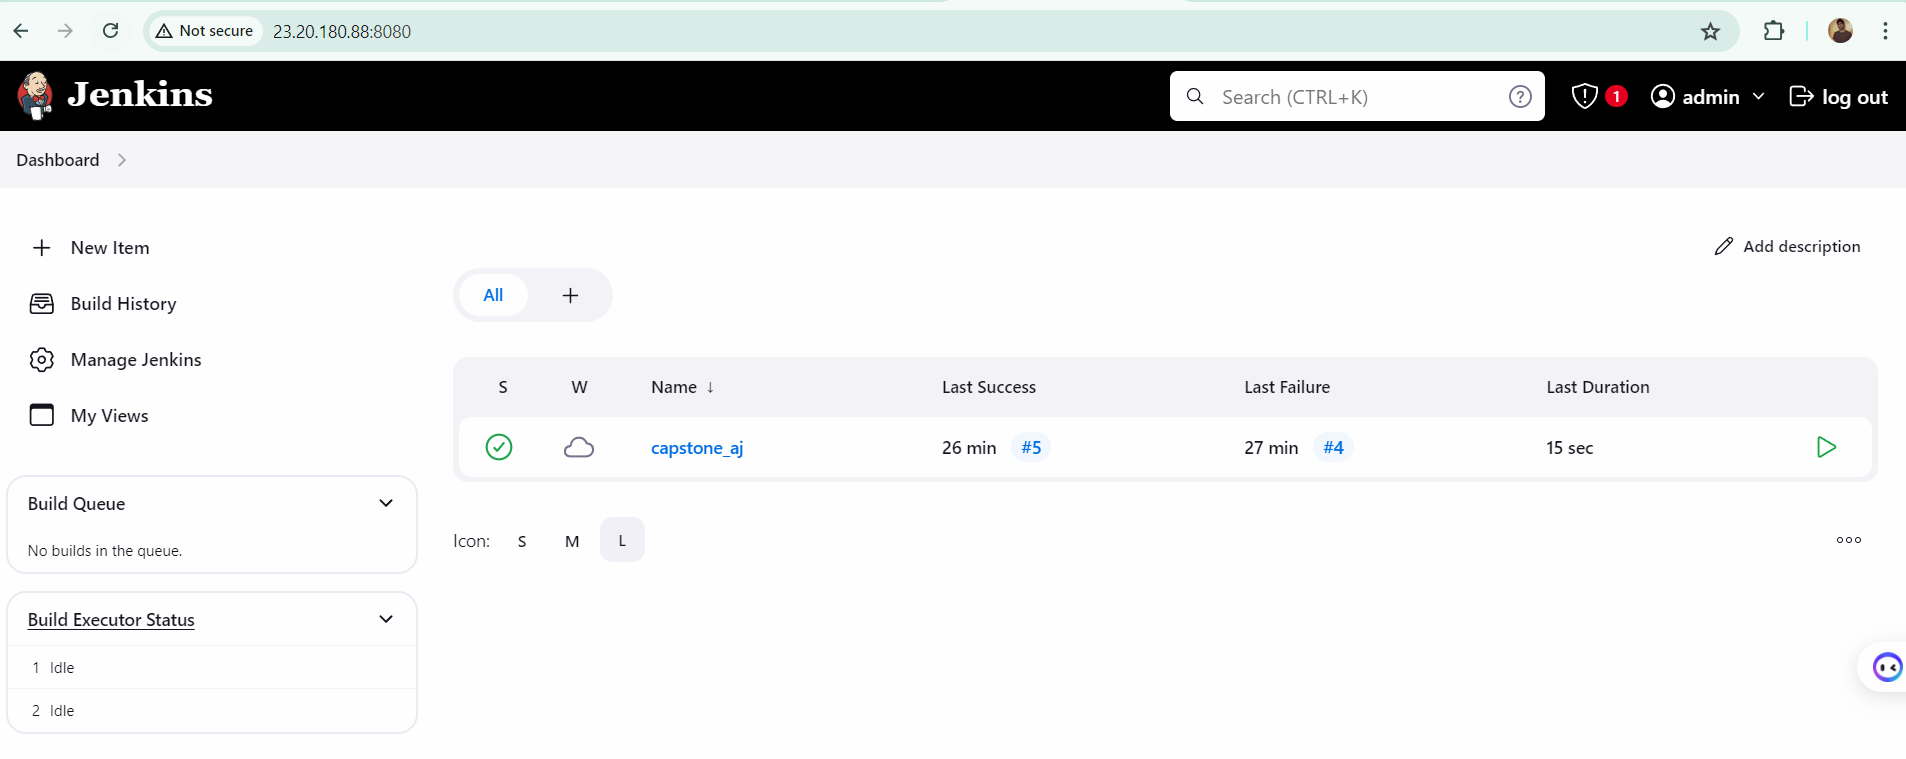 Not secure 23.20.180.88:8080
Jenkins
Search (CTRL+K)
1
admin
log out
Dashboard
New Item
Build History
Manage Jenkins
My Views
Add description
All
S W Name ↓ Last Success Last Failure Last Duration
capstone_aj 26 min #5 27 min #4 15 sec
Icon: S M L
Build Queue
No builds in the queue.
Build Executor Status
1 Idle
2 Idle